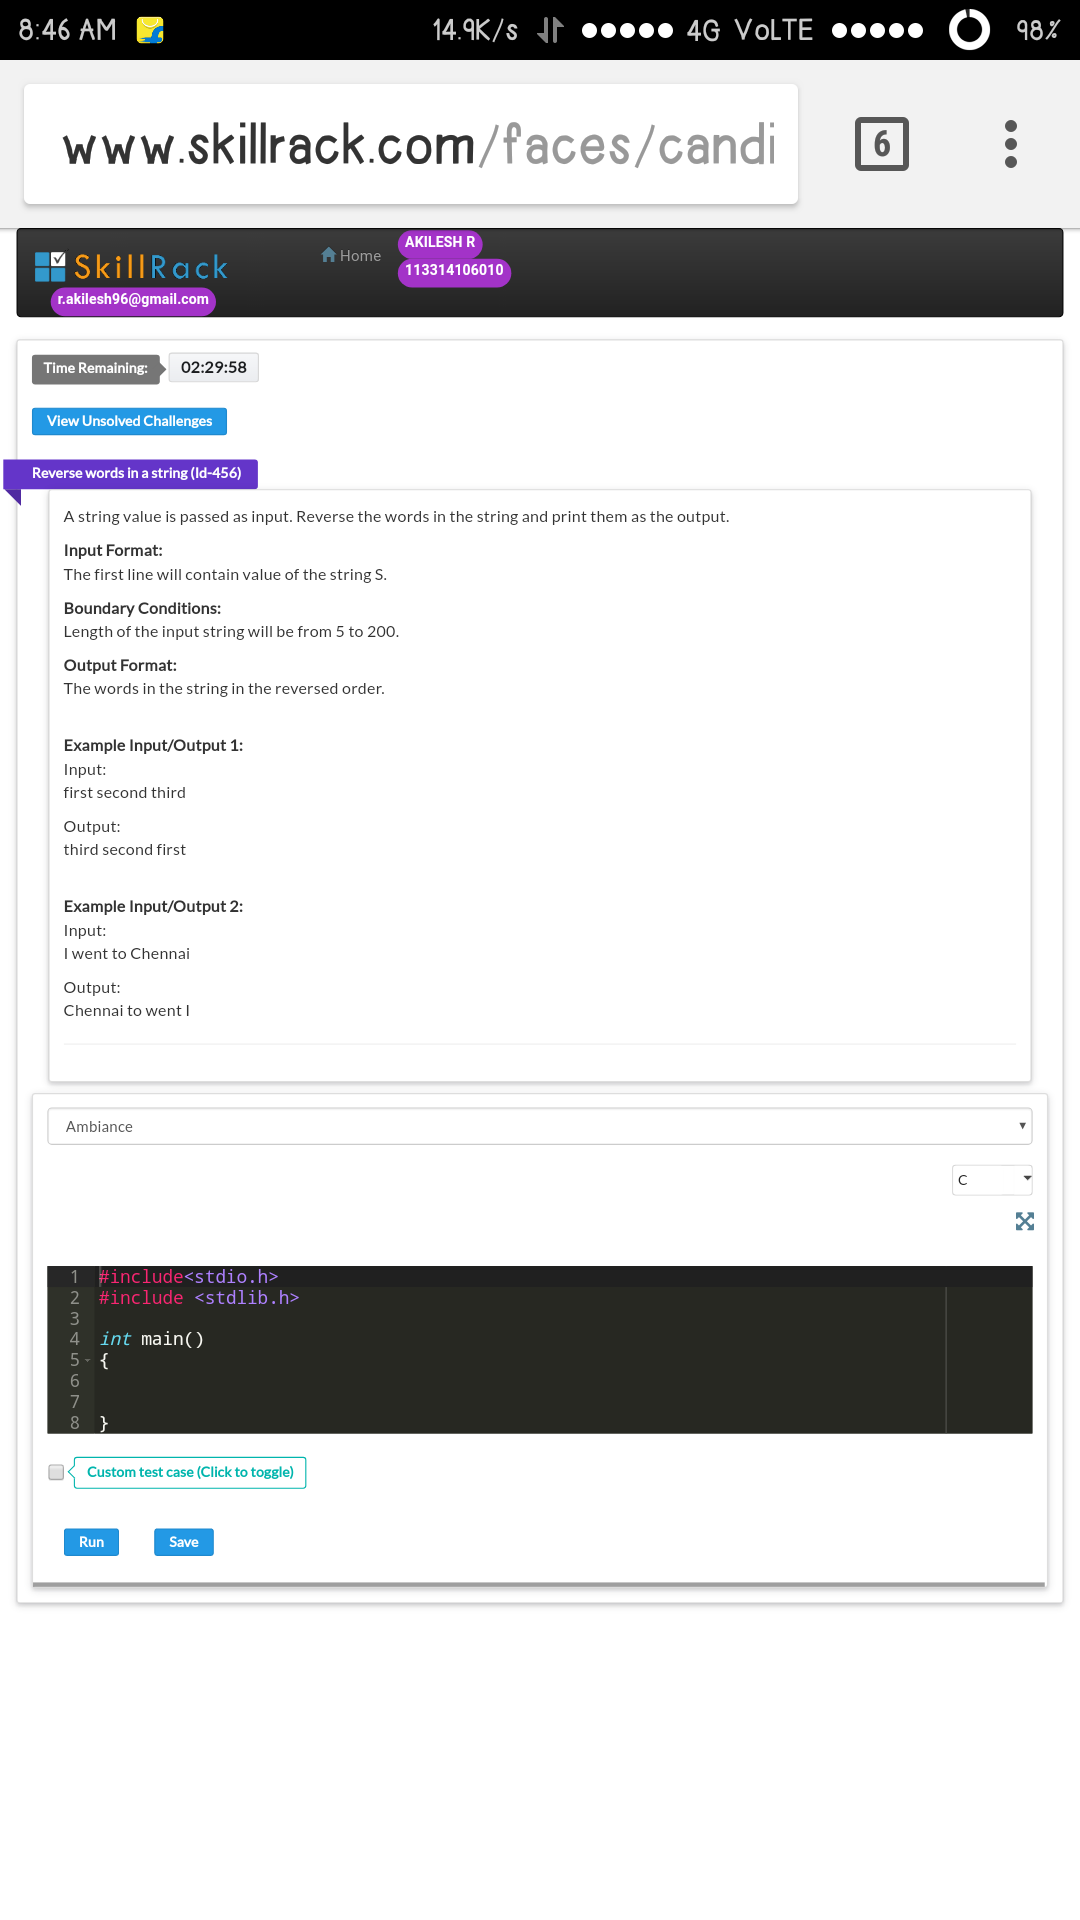 8:46 AM 14.9K/s 4G VoLTE 98%
www.skillrack.com/faces/candi 6
SkillRack Home AKILESH R
113314106010
r.akilesh96@gmail.com
Time Remaining: 02:29:58
View Unsolved Challenges
Reverse words in a string (Id-456)
A string value is passed as input. Reverse the words in the string and print them as the output.
Input Format:
The first line will contain value of the string S.
Boundary Conditions:
Length of the input string will be from 5 to 200.
Output Format:
The words in the string in the reversed order.
Example Input/Output 1:
Input:
first second third
Output:
third second first
Example Input/Output 2:
Input:
I went to Chennai
Output:
Chennai to went I
Ambiance
C
1 #include<stdio.h>
2 #include <stdlib.h>
3
4 int main()
5 {
6
7
8 }
Custom test case (Click to toggle)
Run Save